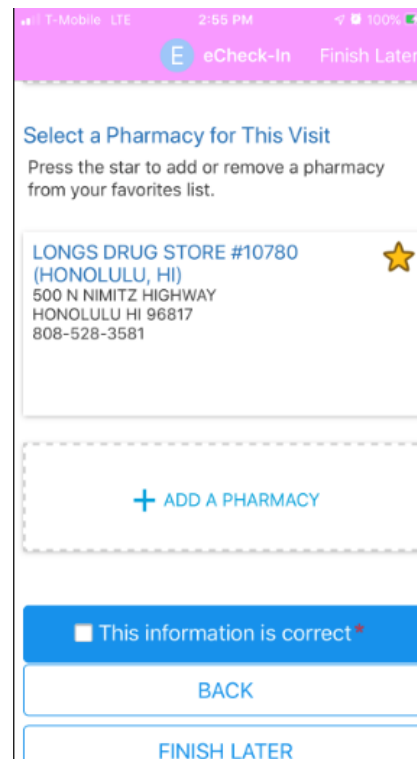 T-Mobile LTE 2:55 PM 100%
E eCheck-In Finish Later
Select a Pharmacy for This Visit
Press the star to add or remove a pharmacy
from your favorites list.
LONGS DRUG STORE #10780
(HONOLULU, HI)
500 N NIMITZ HIGHWAY
HONOLULU HI 96817
808-528-3581
+ ADD A PHARMACY
This information is correct*
BACK
FINISH LATER